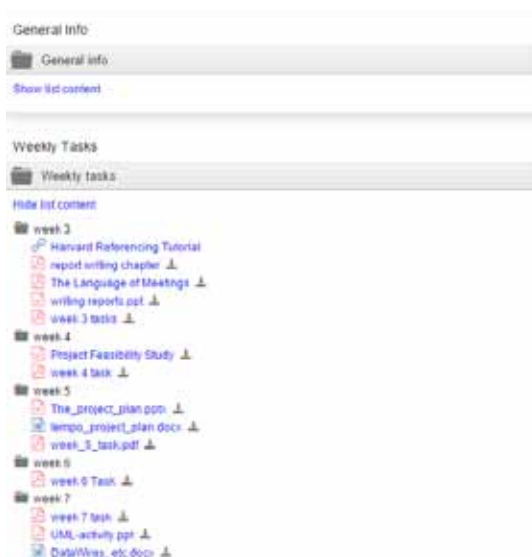 General Info
General info
Show list content
Weekly Tasks
Weekly tasks
Hide list content
week 3
Harvard Referencing Tutorial
report writing chapter
The Language of Meetings
writing reports.ppt
week 3 tasks
week 4
Project Feasibility Study
week 4 task
week 5
The_project_plan.pptx
tempo_project_plan.docx
week_5_task.pdf
week 6
week 6 Task
week 7
week 7 task
UML-activity.ppt
DataWires_etc.docx